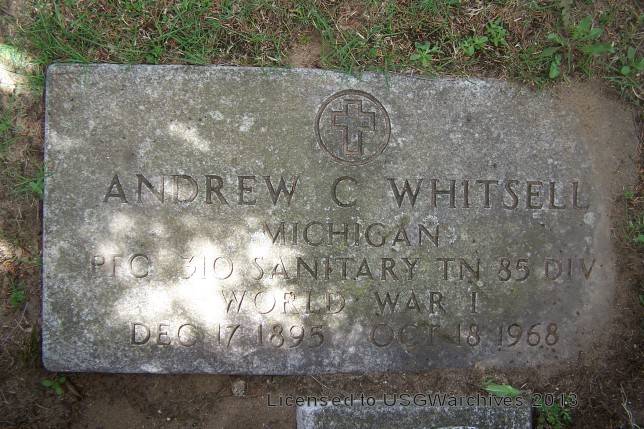 ANDREW C WHITSELL
MICHIGAN
PFC 310 SANITARY TN 85 DIV
WORLD WAR I
DEC 17 1895 OCT 18 1968
Licensed to USGWarchives 2013